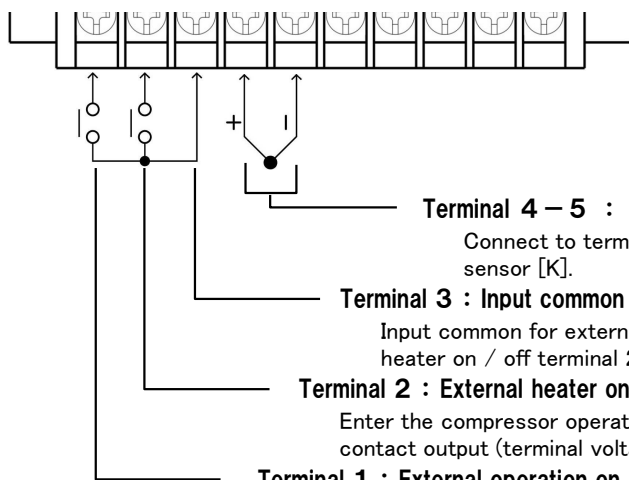 + −
Terminal 4 − 5 :
Connect to term
sensor [K].
Terminal 3 : Input common
Input common for extern
heater on / off terminal 2
Terminal 2 : External heater on
Enter the compressor operat
contact output (terminal volt
Terminal 1 : External operation on